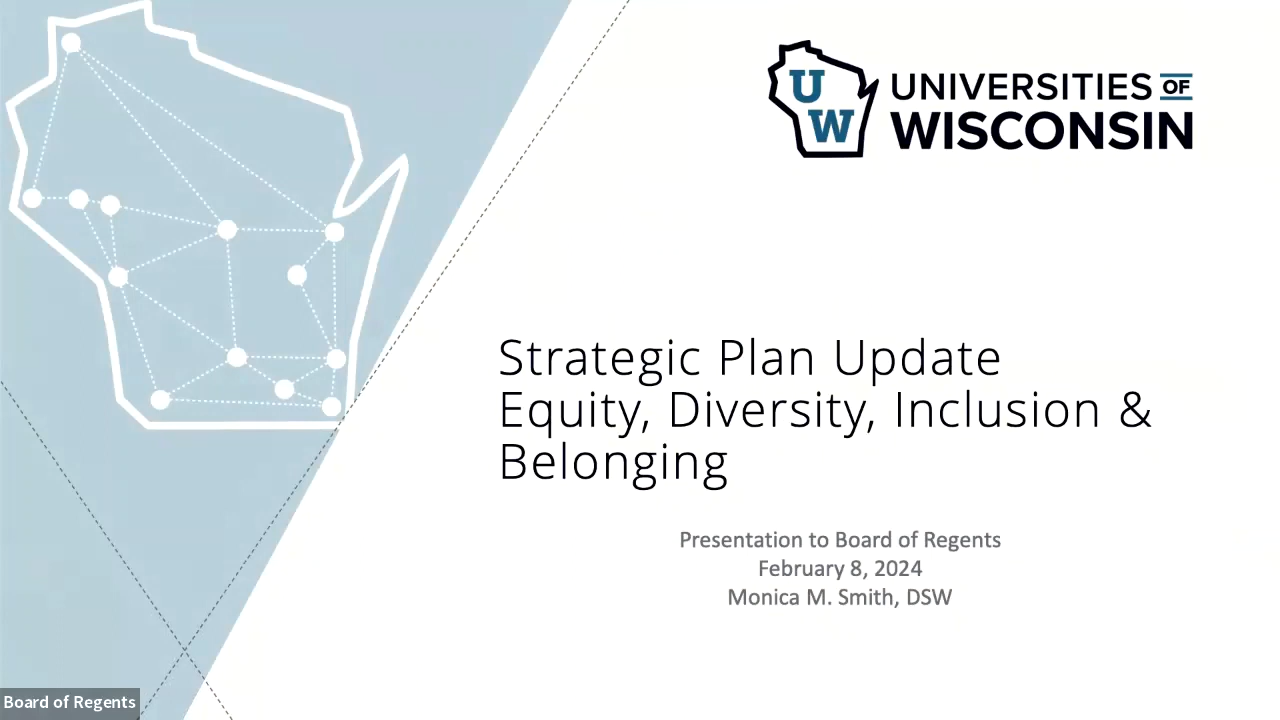 U
W
UNIVERSITIES OF
WISCONSIN
Strategic Plan Update
Equity, Diversity, Inclusion &
Belonging
Presentation to Board of Regents
February 8, 2024
Monica M. Smith, DSW
Board of Regents